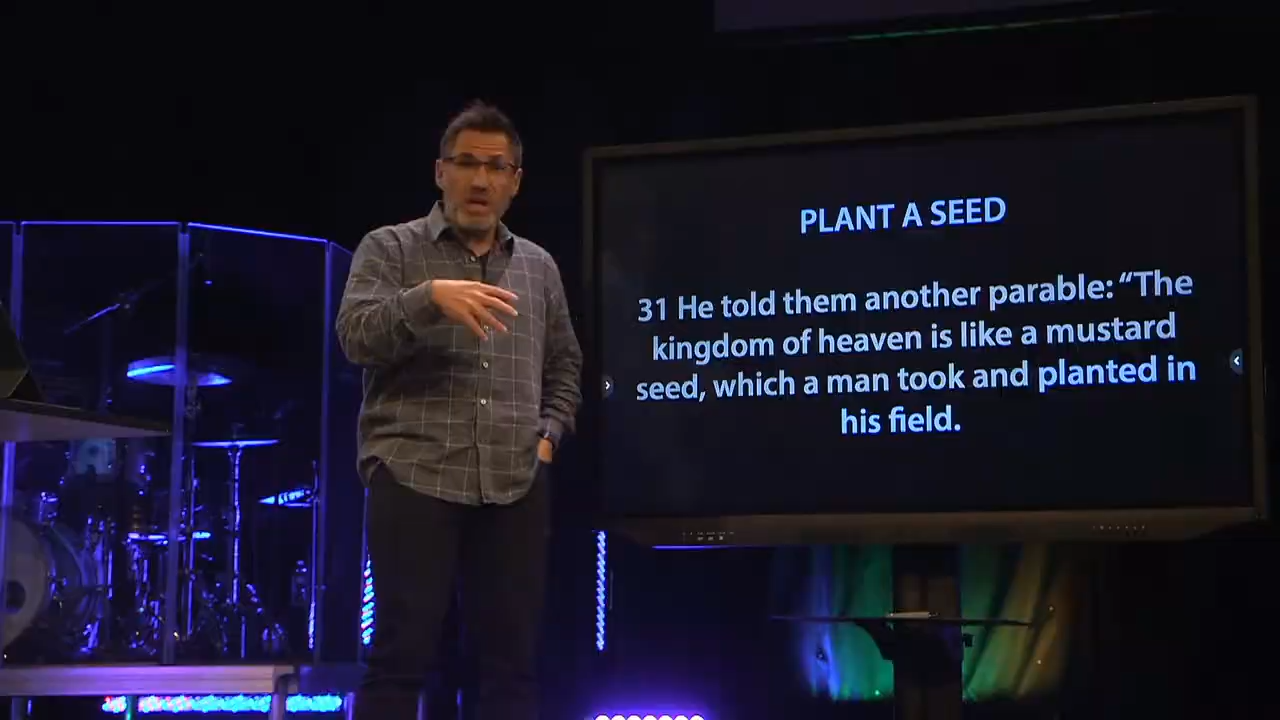 PLANT A SEED
31 He told them another parable: “The
kingdom of heaven is like a mustard
seed, which a man took and planted in
his field.